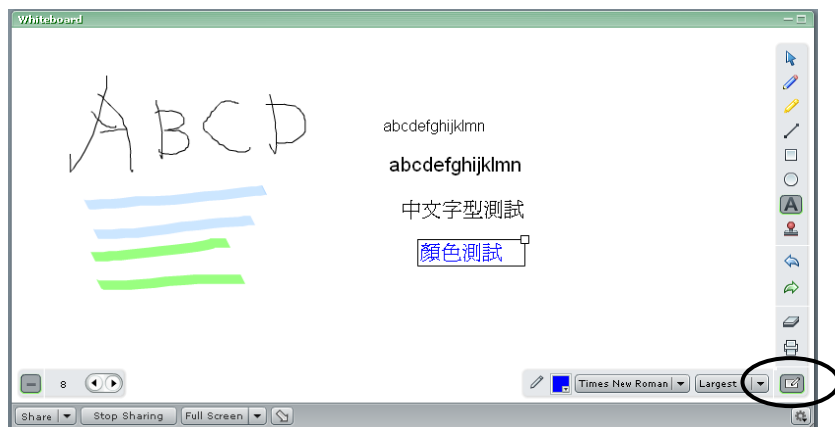 Whiteboard
ABCD
abcdefghijklmn
abcdefghijklmn
中文字型測試
顏色測試
A
8
Times New Roman
Largest
Share
Stop Sharing
Full Screen